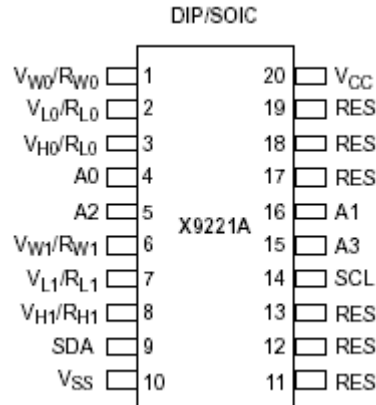 DIP/SOIC
VW0/RW0 1 20 VCC
VL0/RL0 2 19 RES
VH0/RL0 3 18 RES
A0 4 17 RES
A2 5 16 A1
X9221A
VW1/RW1 6 15 A3
VL1/RL1 7 14 SCL
VH1/RH1 8 13 RES
SDA 9 12 RES
VSS 10 11 RES